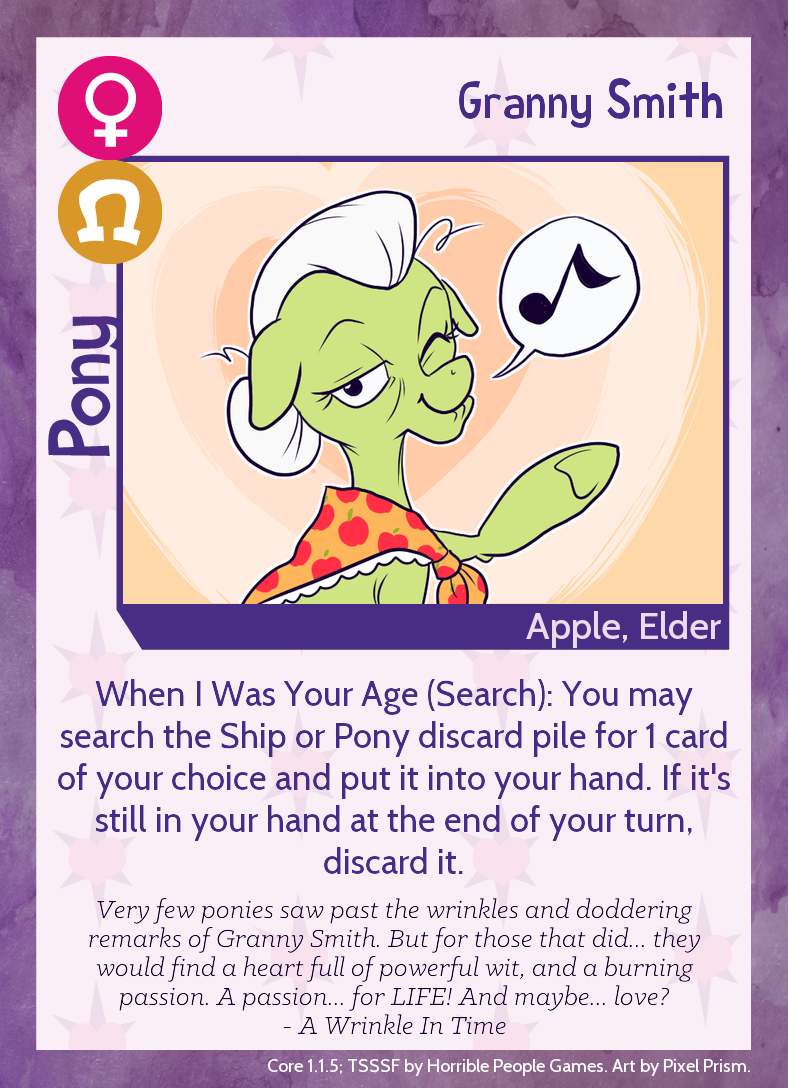 Granny Smith
Pony
Apple, Elder
When I Was Your Age (Search): You may
search the Ship or Pony discard pile for 1 card
of your choice and put it into your hand. If it's
still in your hand at the end of your turn,
discard it.
Very few ponies saw past the wrinkles and doddering
remarks of Granny Smith. But for those that did... they
would find a heart full of powerful wit, and a burning
passion. A passion... for LIFE! And maybe... love?
- A Wrinkle In Time
Core 1.1.5; TSSSF by Horrible People Games. Art by Pixel Prism.